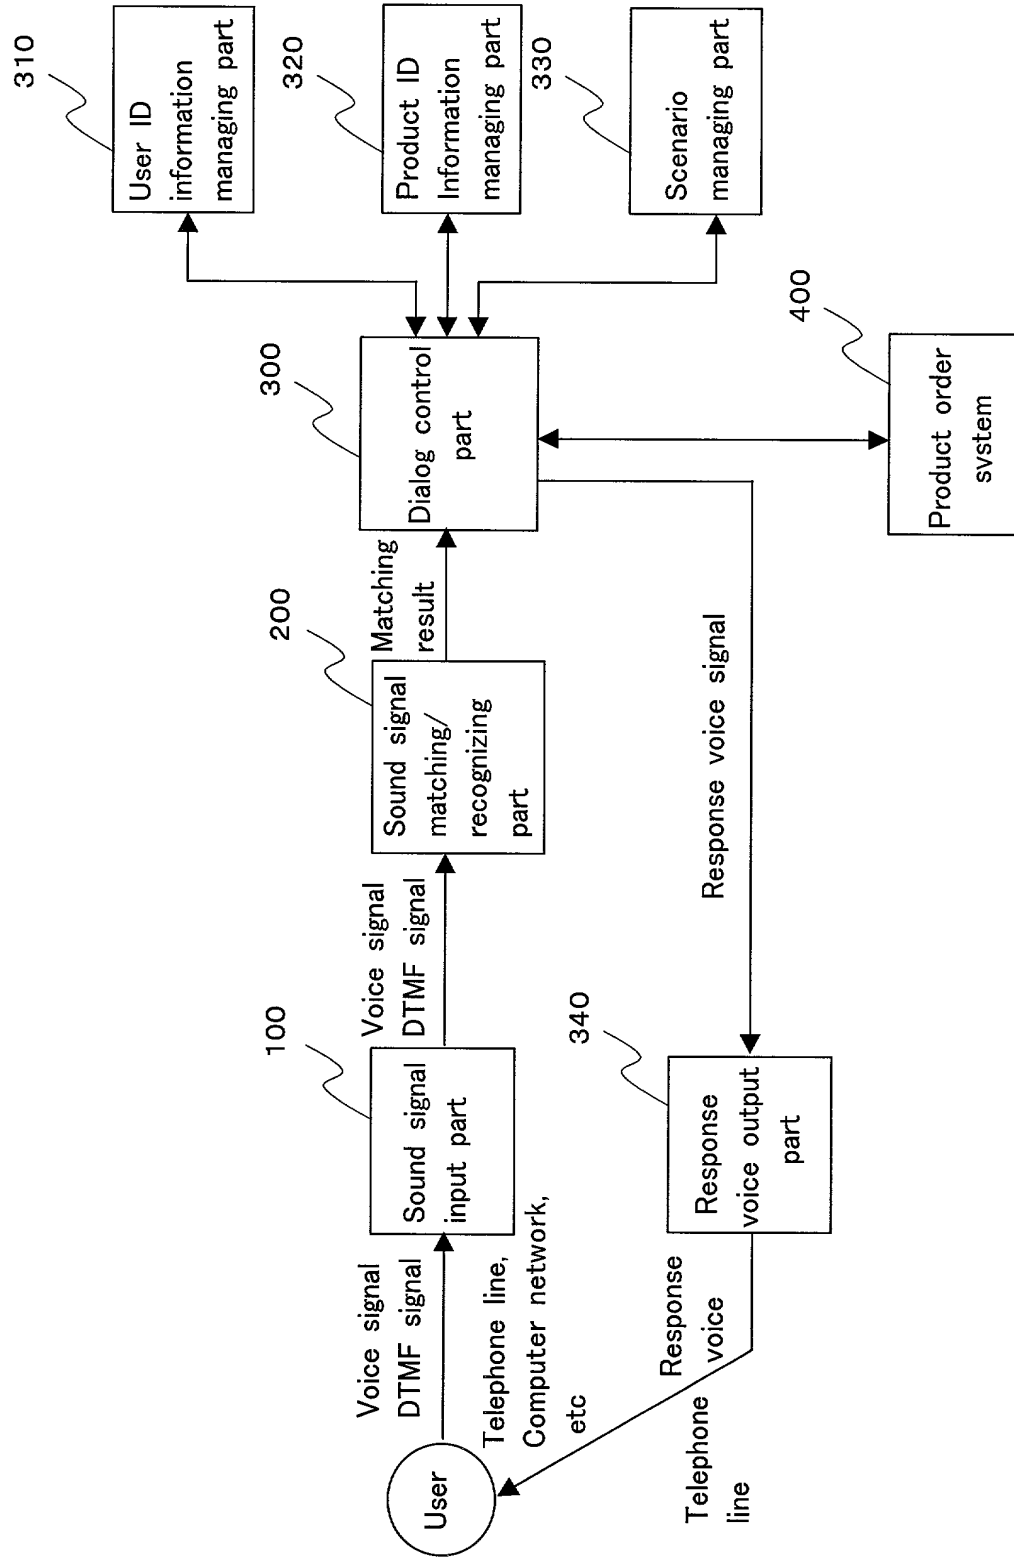 310
User ID
information
managing part
320
Product ID
Information
managing part
330
Scenario
managing part
300
Dialog control
part
400
Product order
svstem
Matching
result
200
Sound signal
matching/
recognizing
part
Voice signal
DTMF signal
100
Sound signal
input part
Voice signal
DTMF signal
Telephone line,
Computer network,
etc
User
Response voice signal
340
Response
voice output
part
Response
voice
Telephone
line